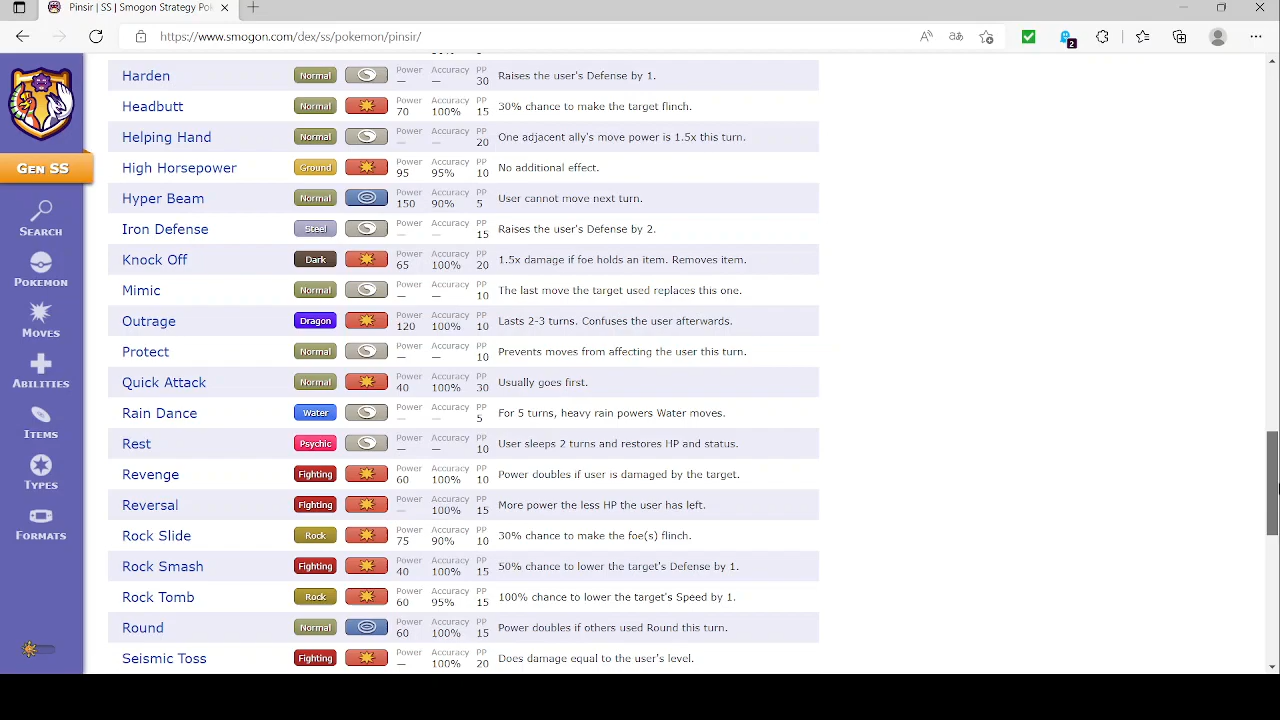 Pinsir | SS | Smogon Strategy Po
https://www.smogon.com/dex/ss/pokemon/pinsir/
2
GEN SS
SEARCH
POKEMON
MOVES
ABILITIES
ITEMS
TYPES
FORMATS
Harden Normal Power — Accuracy — PP 30 Raises the user's Defense by 1.
Headbutt Normal Power 70 Accuracy 100% PP 15 30% chance to make the target flinch.
Helping Hand Normal Power — Accuracy — PP 20 One adjacent ally's move power is 1.5x this turn.
High Horsepower Ground Power 95 Accuracy 95% PP 10 No additional effect.
Hyper Beam Normal Power 150 Accuracy 90% PP 5 User cannot move next turn.
Iron Defense Steel Power — Accuracy — PP 15 Raises the user's Defense by 2.
Knock Off Dark Power 65 Accuracy 100% PP 20 1.5x damage if foe holds an item. Removes item.
Mimic Normal Power — Accuracy — PP 10 The last move the target used replaces this one.
Outrage Dragon Power 120 Accuracy 100% PP 10 Lasts 2-3 turns. Confuses the user afterwards.
Protect Normal Power — Accuracy — PP 10 Prevents moves from affecting the user this turn.
Quick Attack Normal Power 40 Accuracy 100% PP 30 Usually goes first.
Rain Dance Water Power — Accuracy — PP 5 For 5 turns, heavy rain powers Water moves.
Rest Psychic Power — Accuracy — PP 10 User sleeps 2 turns and restores HP and status.
Revenge Fighting Power 60 Accuracy 100% PP 10 Power doubles if user is damaged by the target.
Reversal Fighting Power — Accuracy 100% PP 15 More power the less HP the user has left.
Rock Slide Rock Power 75 Accuracy 90% PP 10 30% chance to make the foe(s) flinch.
Rock Smash Fighting Power 40 Accuracy 100% PP 15 50% chance to lower the target's Defense by 1.
Rock Tomb Rock Power 60 Accuracy 95% PP 15 100% chance to lower the target's Speed by 1.
Round Normal Power 60 Accuracy 100% PP 15 Power doubles if others used Round this turn.
Seismic Toss Fighting Power — Accuracy 100% PP 20 Does damage equal to the user's level.